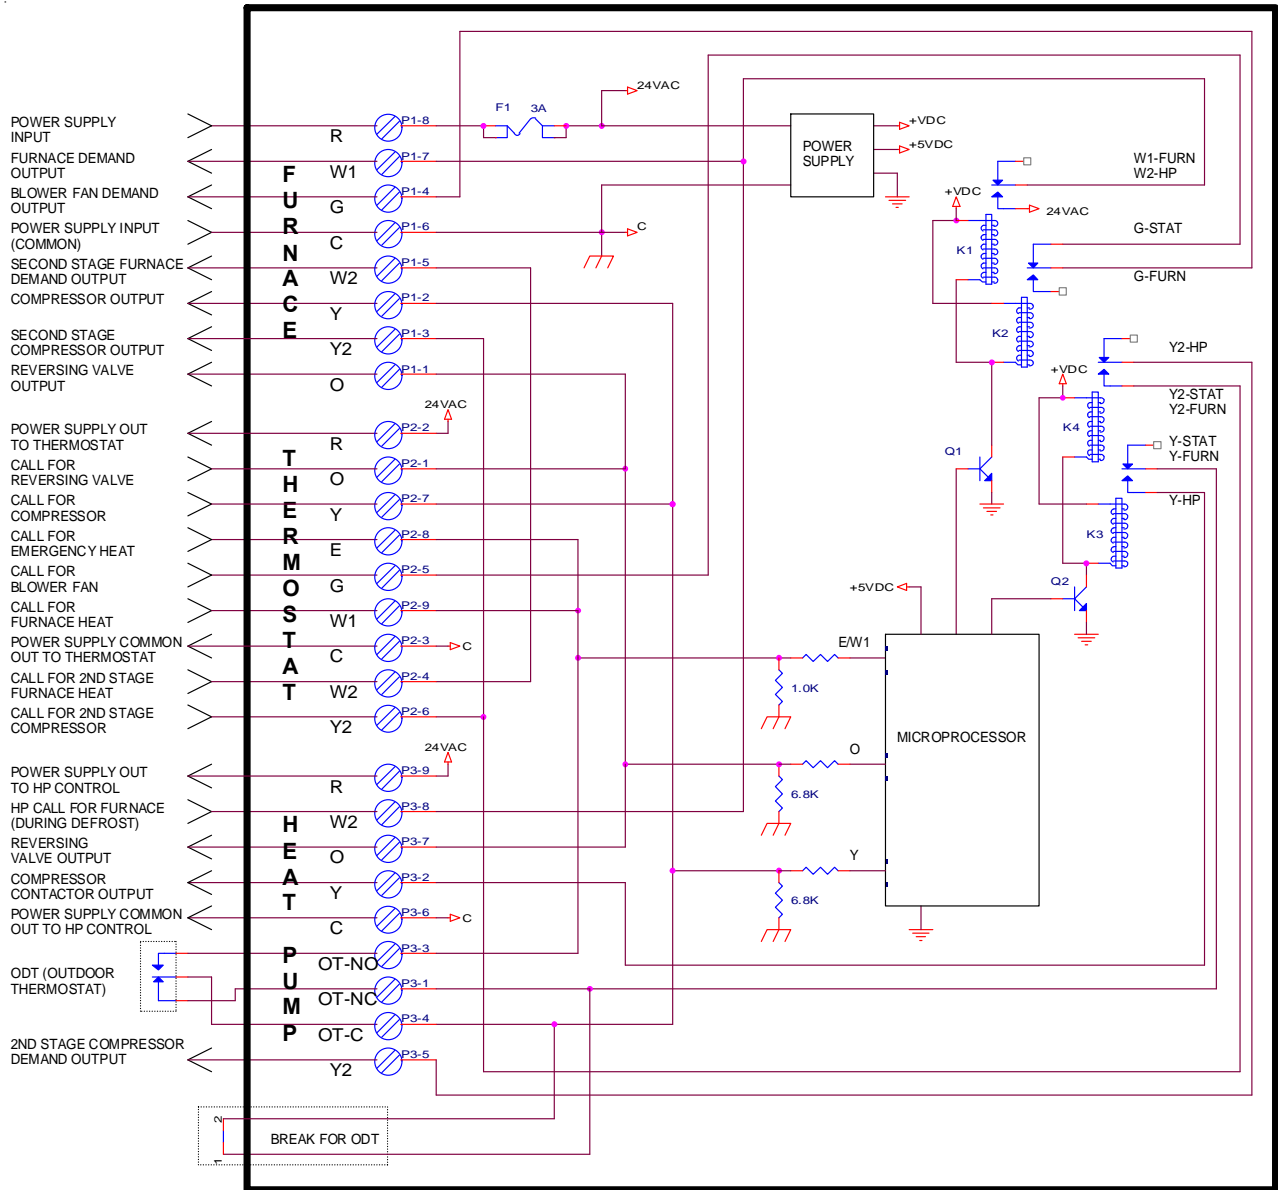 POWER SUPPLY
INPUT
R
P1-8
F1
3A
24VAC
FURNACE DEMAND
OUTPUT
W1
P1-7
BLOWER FAN DEMAND
OUTPUT
G
P1-4
POWER SUPPLY INPUT
(COMMON)
C
P1-6
C
SECOND STAGE FURNACE
DEMAND OUTPUT
W2
P1-5
COMPRESSOR OUTPUT
Y
P1-2
SECOND STAGE
COMPRESSOR OUTPUT
Y2
P1-3
REVERSING VALVE
OUTPUT
O
P1-1
FURNACE
POWER
SUPPLY
+VDC
+5VDC
W1-FURN
W2-HP
+VDC
24VAC
K1
G-STAT
G-FURN
K2
Y2-HP
+VDC
Y2-STAT
Y2-FURN
K4
Y-STAT
Y-FURN
Y-HP
K3
Q1
Q2
POWER SUPPLY OUT
TO THERMOSTAT
R
P2-2
24VAC
CALL FOR
REVERSING VALVE
O
P2-1
CALL FOR
COMPRESSOR
Y
P2-7
CALL FOR
EMERGENCY HEAT
E
P2-8
CALL FOR
BLOWER FAN
G
P2-5
CALL FOR
FURNACE HEAT
W1
P2-9
POWER SUPPLY COMMON
OUT TO THERMOSTAT
C
P2-3
C
CALL FOR 2ND STAGE
FURNACE HEAT
W2
P2-4
CALL FOR 2ND STAGE
COMPRESSOR
Y2
P2-6
THERMOSTAT
+5VDC
E/W1
1.0K
O
6.8K
Y
6.8K
MICROPROCESSOR
POWER SUPPLY OUT
TO HP CONTROL
R
P3-9
24VAC
HP CALL FOR FURNACE
(DURING DEFROST)
W2
P3-8
REVERSING
VALVE OUTPUT
O
P3-7
COMPRESSOR
CONTACTOR OUTPUT
Y
P3-2
POWER SUPPLY COMMON
OUT TO HP CONTROL
C
P3-6
C
OT-NO
P3-3
ODT (OUTDOOR
THERMOSTAT)
OT-NC
P3-1
OT-C
P3-4
2ND STAGE COMPRESSOR
DEMAND OUTPUT
Y2
P3-5
HEAT PUMP
2
1
BREAK FOR ODT